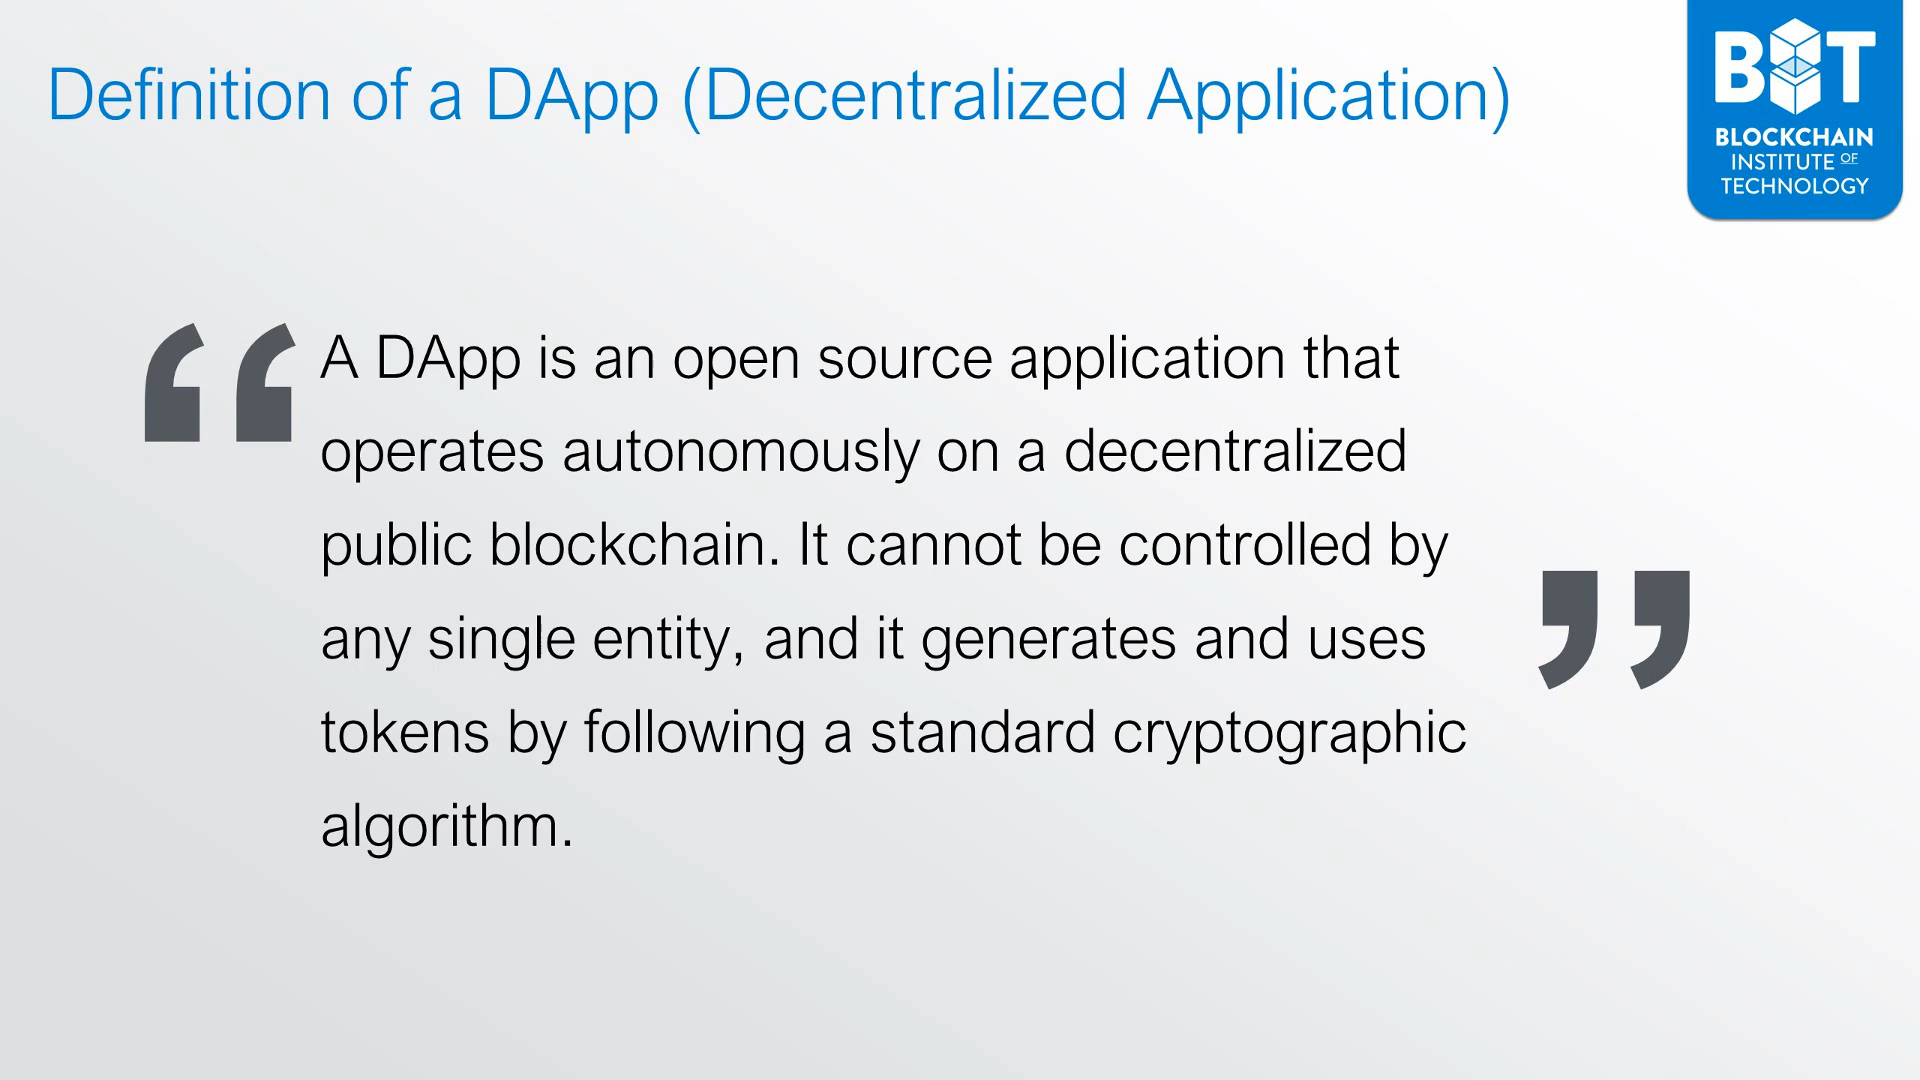 Definition of a DApp (Decentralized Application)
BIT
BLOCKCHAIN
INSTITUTE OF
TECHNOLOGY
“A DApp is an open source application that
operates autonomously on a decentralized
public blockchain. It cannot be controlled by
any single entity, and it generates and uses
tokens by following a standard cryptographic
algorithm.”